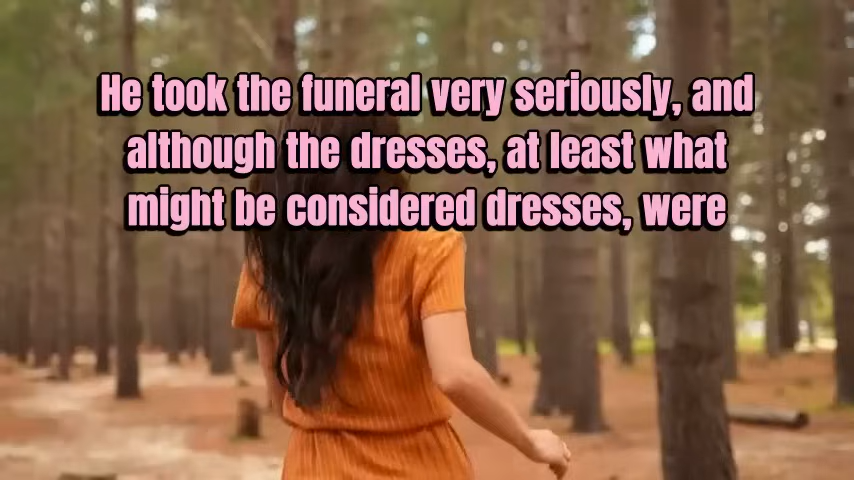 He took the funeral very seriously, and
although the dresses, at least what
might be considered dresses, were